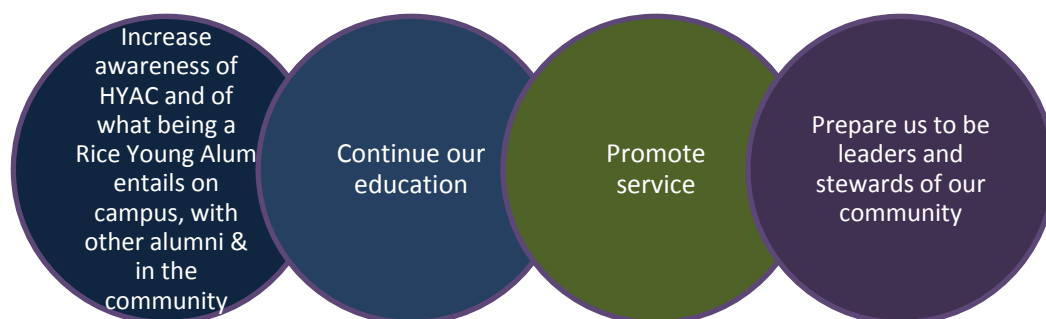 Increase
awareness of
HYAC and of
what being a
Rice Young Alum
entails on
campus, with
other alumni &
in the
community
Continue our
education
Promote
service
Prepare us to be
leaders and
stewards of our
community